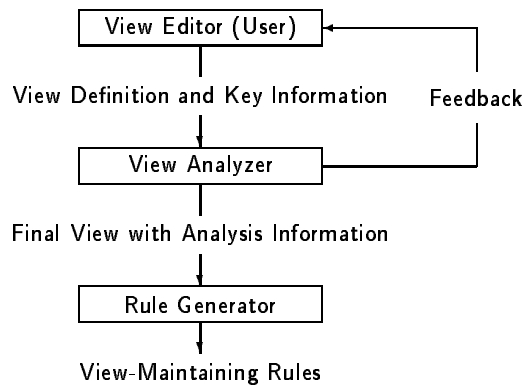 View Editor (User)
View Definition and Key Information
Feedback
View Analyzer
Final View with Analysis Information
Rule Generator
View-Maintaining Rules